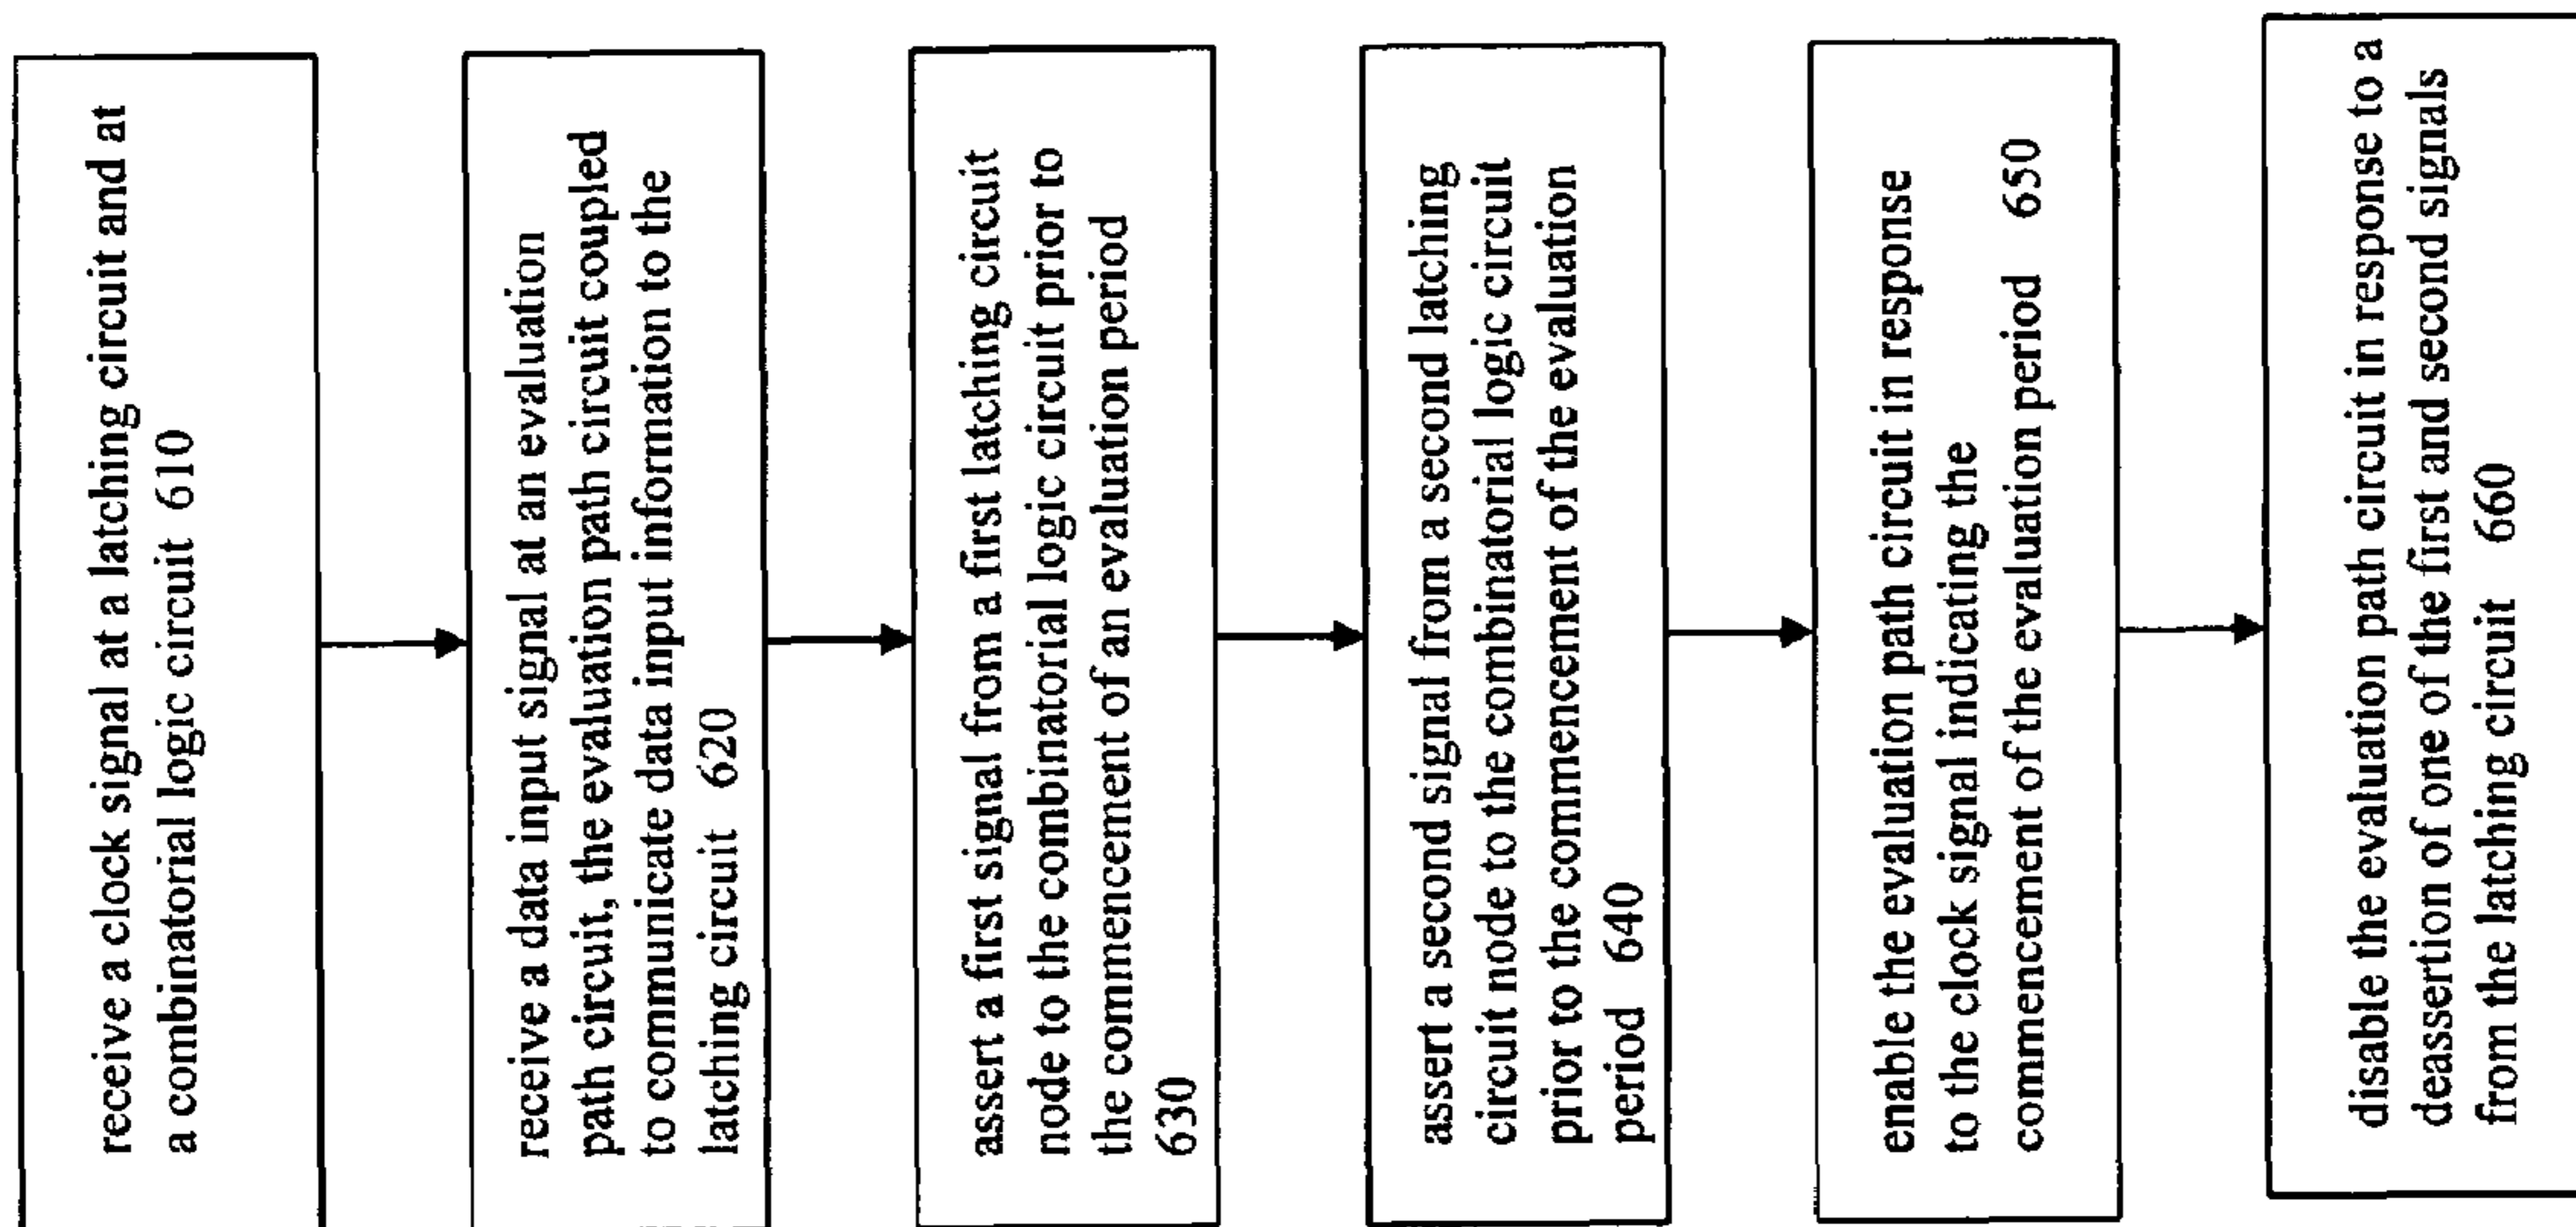 receive a clock signal at a latching circuit and at
a combinatorial logic circuit 610
receive a data input signal at an evaluation
path circuit, the evaluation path circuit coupled
to communicate data input information to the
latching circuit 620
assert a first signal from a first latching circuit
node to the combinatorial logic circuit prior to
the commencement of an evaluation period
630
assert a second signal from a second latching
circuit node to the combinatorial logic circuit
prior to the commencement of the evaluation
period 640
enable the evaluation path circuit in response
to the clock signal indicating the
commencement of the evaluation period 650
disable the evaluation path circuit in response to a
deassertion of one of the first and second signals
from the latching circuit 660